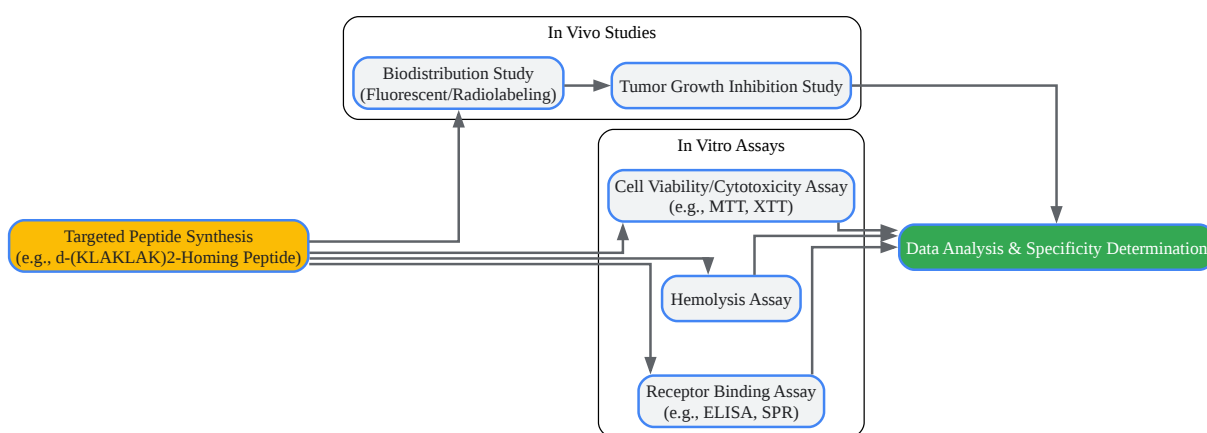 In Vivo Studies
Biodistribution Study
(Fluorescent/Radiolabeling)
Tumor Growth Inhibition Study
In Vitro Assays
Cell Viability/Cytotoxicity Assay
(e.g., MTT, XTT)
Targeted Peptide Synthesis
(e.g., d-(KLAKLAK)2-Homing Peptide)
Data Analysis & Specificity Determination
Hemolysis Assay
Receptor Binding Assay
(e.g., ELISA, SPR)